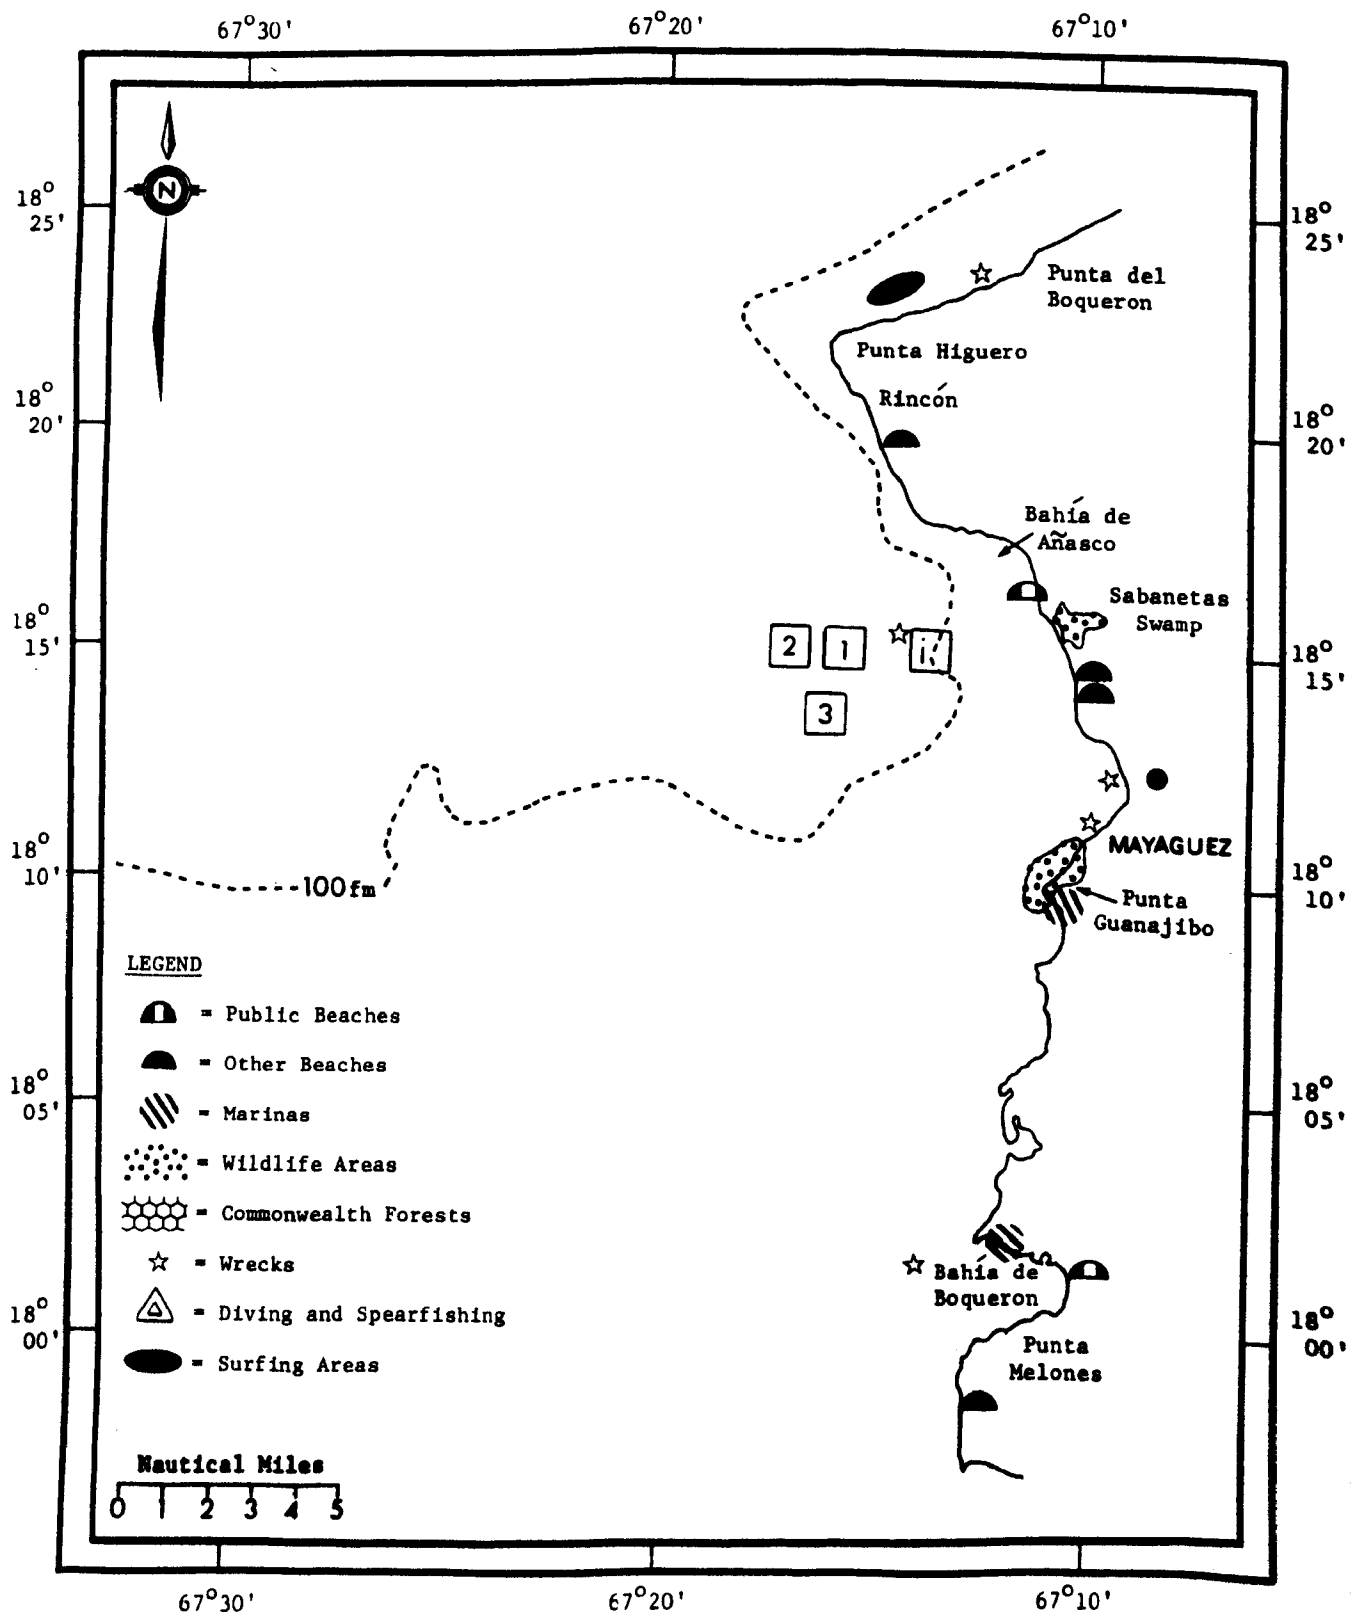 67°30'
67°20'
67°10'
N
18°
25'
18°
25'
Punta del
Boqueron
Punta Higuero
Rincón
18°
20'
18°
20'
Bahía de
Añasco
Sabanetas
Swamp
18°
15'
18°
15'
2
1
i
3
MAYAGUEZ
18°
10'
18°
10'
100fm
Punta
Guanajibo
LEGEND
= Public Beaches
= Other Beaches
= Marinas
= Wildlife Areas
= Commonwealth Forests
= Wrecks
= Diving and Spearfishing
= Surfing Areas
18°
05'
18°
05'
Bahía de
Boqueron
18°
00'
18°
00'
Punta
Melones
Nautical Miles
0 1 2 3 4 5
67°30'
67°20'
67°10'